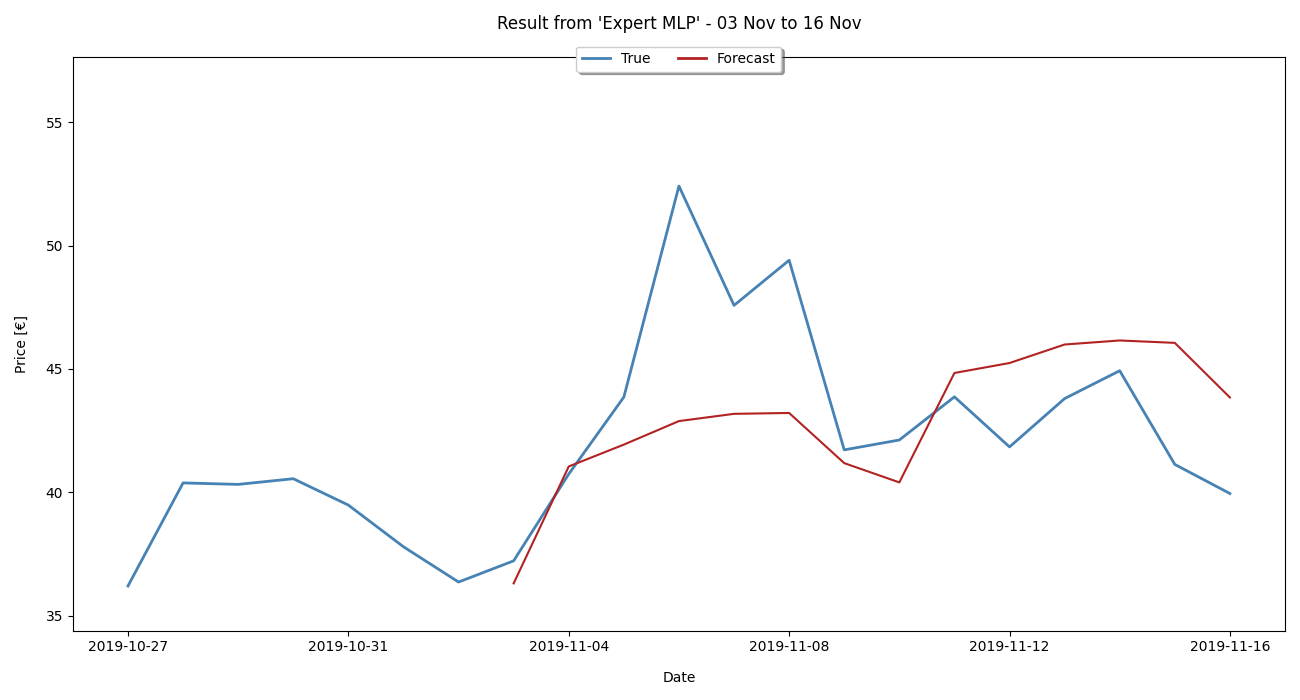 Result from 'Expert MLP' - 03 Nov to 16 Nov
True Forecast
55
50
45
40
35
Price [€]
2019-10-27 2019-10-31 2019-11-04 2019-11-08 2019-11-12 2019-11-16
Date